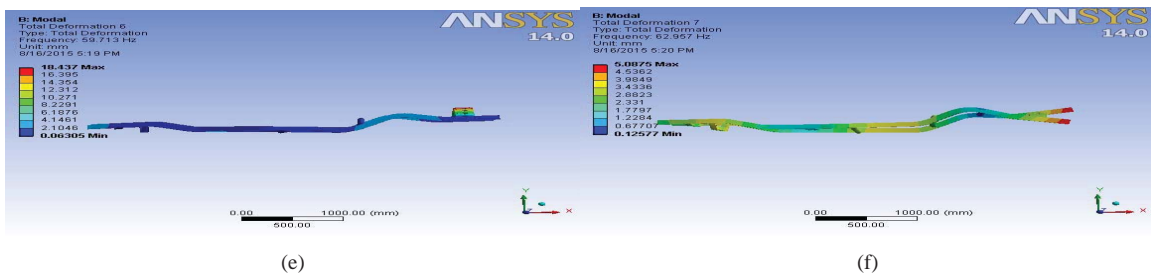 B: Modal
Total Deformation 6
Type: Total Deformation
Frequency: 59.713 Hz
Unit: mm
8/16/2015 5:19 PM
18.437 Max
16.395
14.354
12.312
10.271
8.2291
6.1876
4.1461
2.1046
0.06305 Min
ANSYS
14.0
0.00
1000.00 (mm)
500.00
Y
Z
X
(e)
B: Modal
Total Deformation 7
Type: Total Deformation
Frequency: 62.957 Hz
Unit: mm
8/16/2015 5:20 PM
5.0875 Max
4.5362
3.9849
3.4336
2.8823
2.331
1.7797
1.2284
0.67707
0.12577 Min
ANSYS
14.0
0.00
1000.00 (mm)
500.00
Y
Z
X
(f)